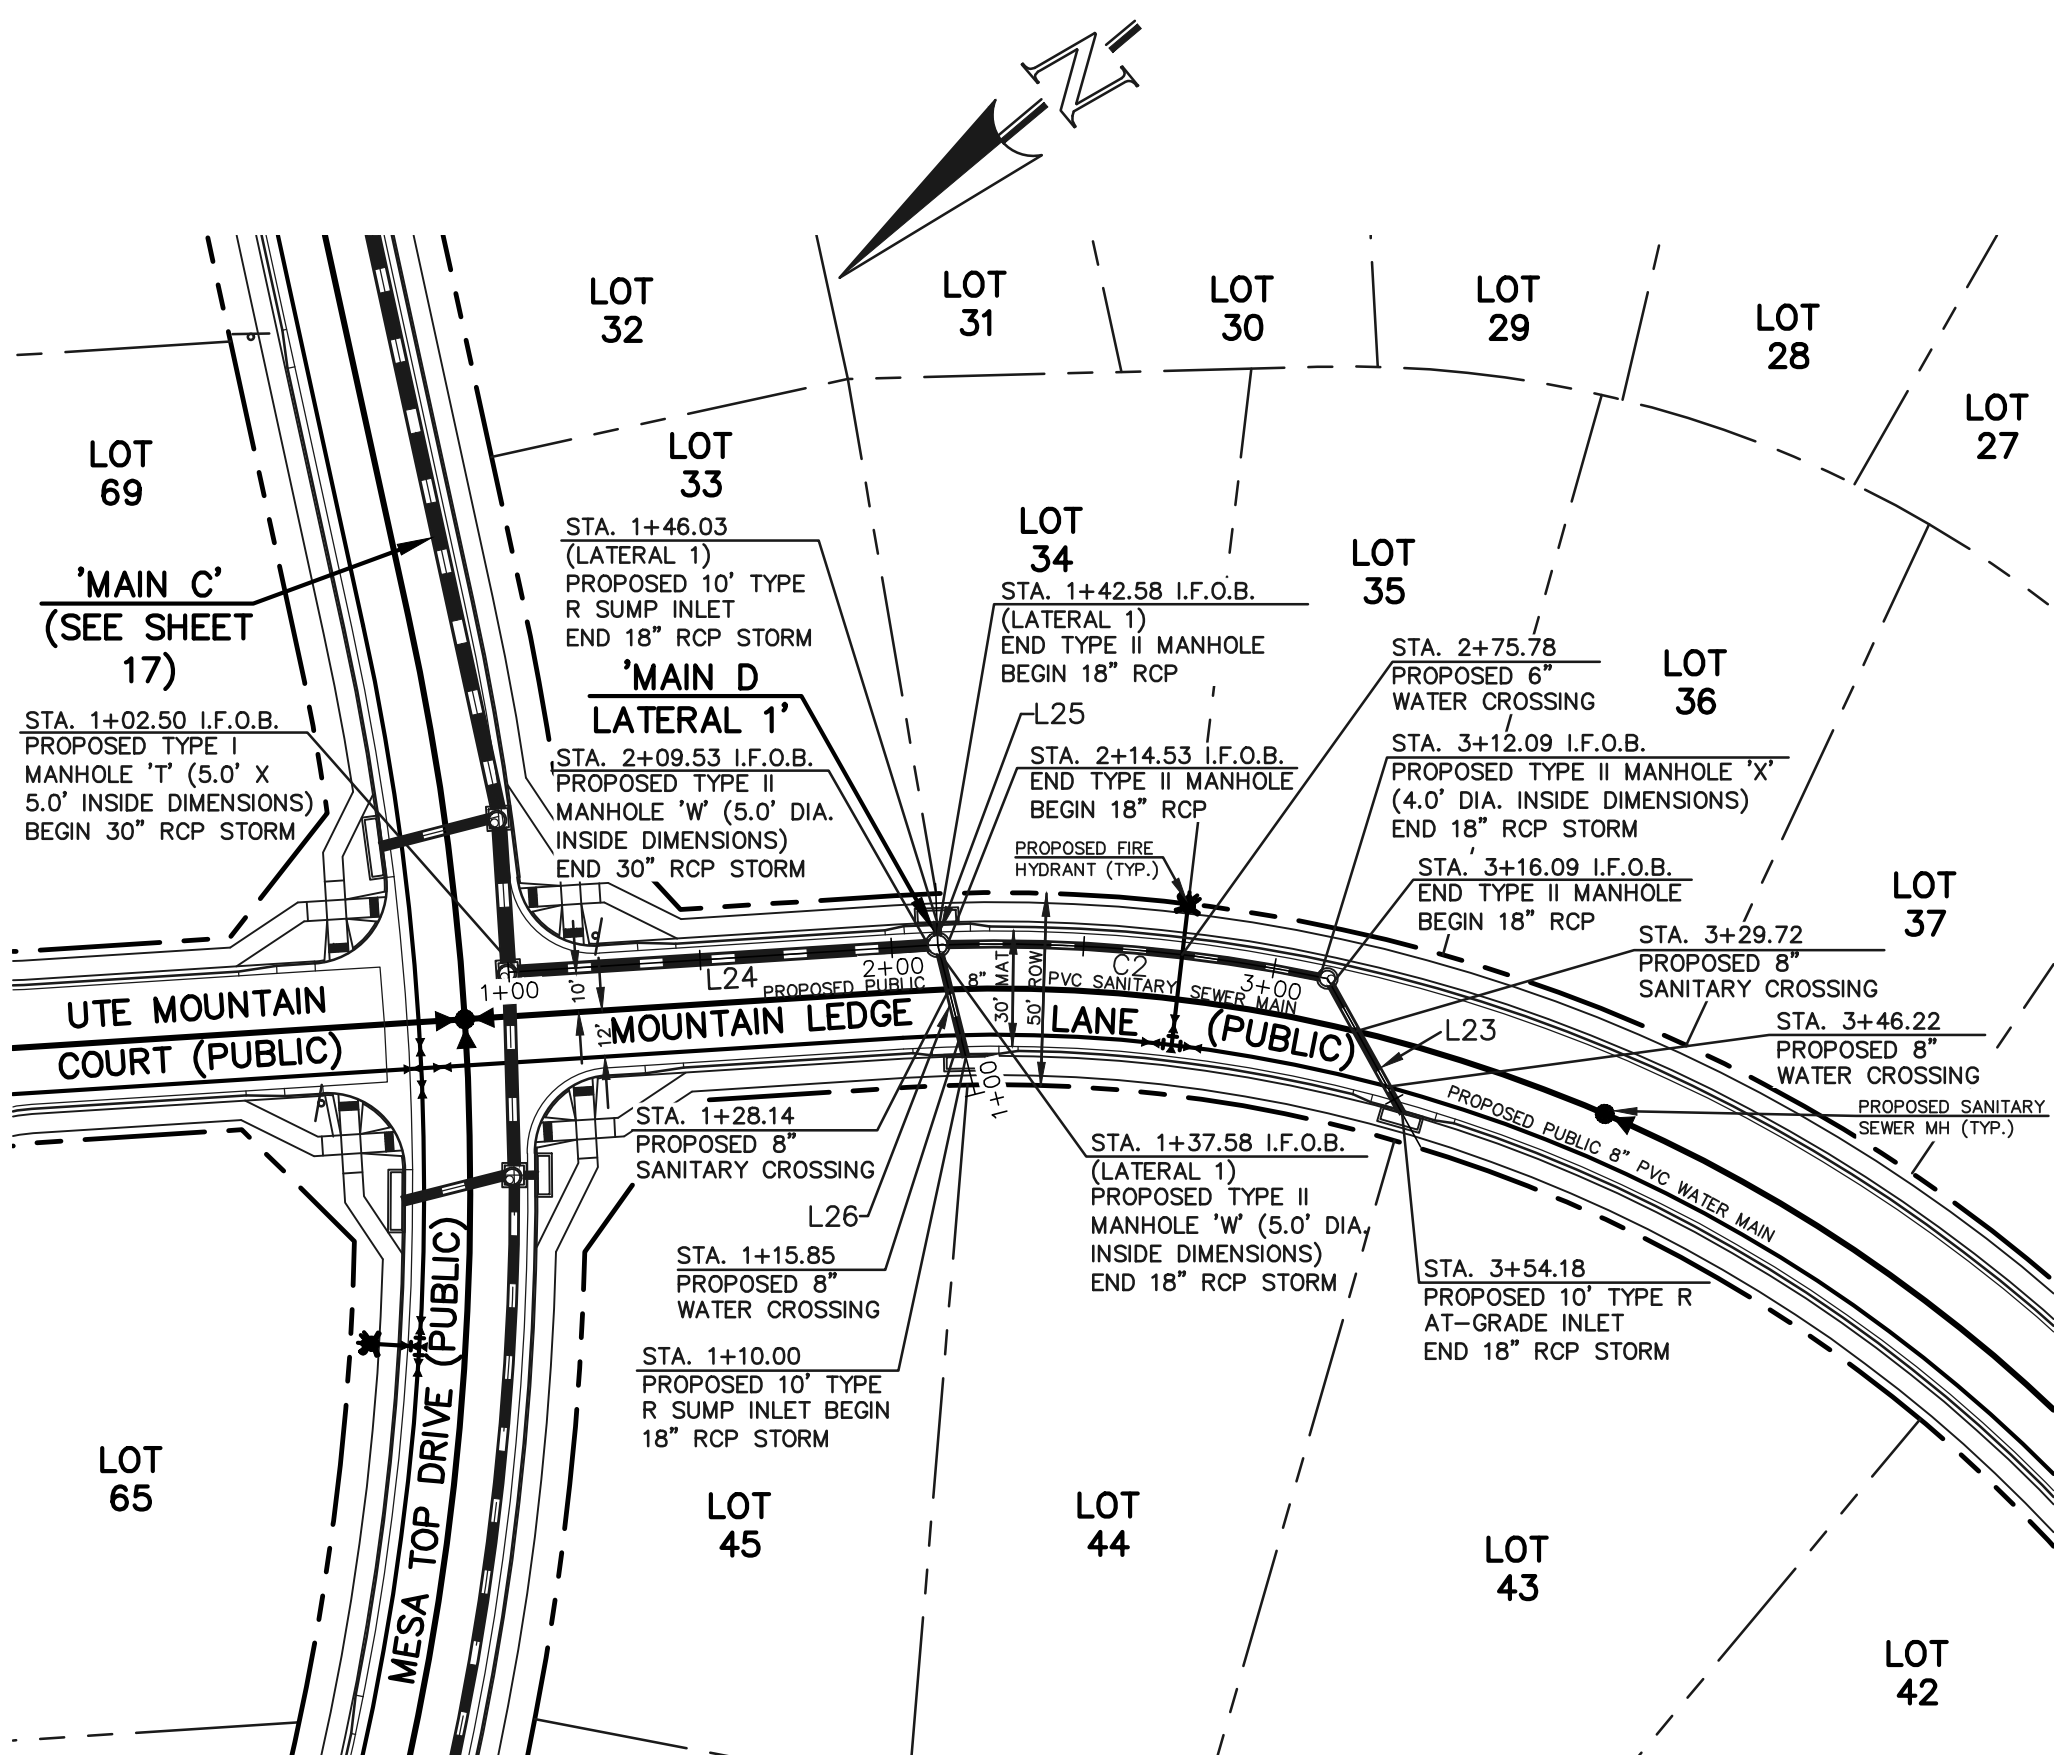 N
LOT
32
LOT
31
LOT
30
LOT
29
LOT
28
LOT
27
LOT
69
LOT
33
LOT
34
LOT
35
LOT
36
LOT
37
'MAIN C'
(SEE SHEET
17)
STA. 1+46.03
(LATERAL 1)
PROPOSED 10' TYPE
R SUMP INLET
END 18" RCP STORM
'MAIN D
LATERAL 1'
STA. 1+42.58 I.F.O.B.
(LATERAL 1)
END TYPE II MANHOLE
BEGIN 18" RCP
L25
STA. 2+75.78
PROPOSED 6"
WATER CROSSING
STA. 1+02.50 I.F.O.B.
PROPOSED TYPE I
MANHOLE 'T' (5.0' X
5.0' INSIDE DIMENSIONS)
BEGIN 30" RCP STORM
STA. 2+09.53 I.F.O.B.
PROPOSED TYPE II
MANHOLE 'W' (5.0' DIA.
INSIDE DIMENSIONS)
END 30" RCP STORM
STA. 2+14.53 I.F.O.B.
END TYPE II MANHOLE
BEGIN 18" RCP
PROPOSED FIRE
HYDRANT (TYP.)
STA. 3+12.09 I.F.O.B.
PROPOSED TYPE II MANHOLE 'X'
(4.0' DIA. INSIDE DIMENSIONS)
END 18" RCP STORM
STA. 3+16.09 I.F.O.B.
END TYPE II MANHOLE
BEGIN 18" RCP
STA. 3+29.72
PROPOSED 8"
SANITARY CROSSING
L23
STA. 3+46.22
PROPOSED 8"
WATER CROSSING
PROPOSED SANITARY
SEWER MH (TYP.)
1+00
L24
2+00
C2
3+00
10'
12'
30' MAT
50' ROW
PROPOSED PUBLIC 8" PVC SANITARY SEWER MAIN
UTE MOUNTAIN
COURT (PUBLIC)
MOUNTAIN LEDGE LANE (PUBLIC)
1+00
PROPOSED PUBLIC 8" PVC WATER MAIN
STA. 1+28.14
PROPOSED 8"
SANITARY CROSSING
L26
STA. 1+15.85
PROPOSED 8"
WATER CROSSING
STA. 1+10.00
PROPOSED 10' TYPE
R SUMP INLET BEGIN
18" RCP STORM
STA. 1+37.58 I.F.O.B.
(LATERAL 1)
PROPOSED TYPE II
MANHOLE 'W' (5.0' DIA.
INSIDE DIMENSIONS)
END 18" RCP STORM
STA. 3+54.18
PROPOSED 10' TYPE R
AT-GRADE INLET
END 18" RCP STORM
MESA TOP DRIVE (PUBLIC)
LOT
65
LOT
45
LOT
44
LOT
43
LOT
42